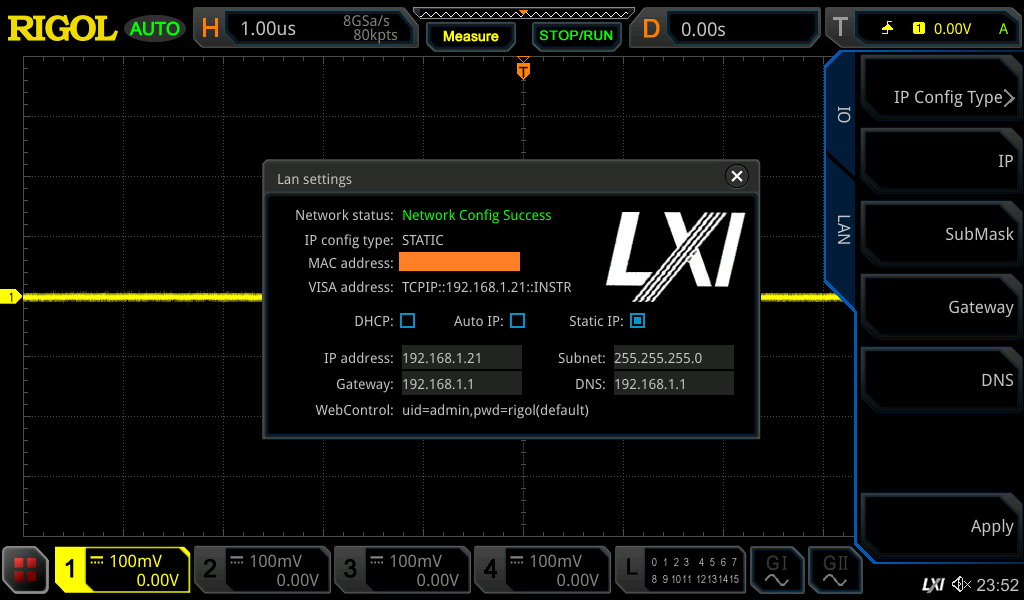 RIGOL AUTO H 1.00us 8GSa/s 80kpts Measure STOP/RUN D 0.00s T 1 0.00V A
T
IP Config Type
IO
IP
SubMask
LAN
Gateway
DNS
Apply
Lan settings
Network status: Network Config Success
IP config type: STATIC
MAC address:
VISA address: TCPIP::192.168.1.21::INSTR
LXI
DHCP: Auto IP: Static IP:
IP address: 192.168.1.21 Subnet: 255.255.255.0
Gateway: 192.168.1.1 DNS: 192.168.1.1
WebControl: uid=admin,pwd=rigol(default)
1
1 100mV 0.00V
2 100mV 0.00V
3 100mV 0.00V
4 100mV 0.00V
L 0 1 2 3 4 5 6 7
8 9 10 11 12 13 14 15
GI GII
LXI 23:52